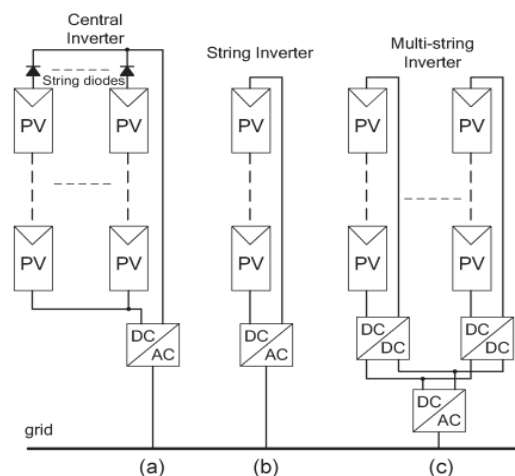 Central
Inverter
String diodes
PV
PV
PV
PV
DC
AC
String Inverter
PV
PV
DC
AC
Multi-string
Inverter
PV
PV
PV
PV
DC
DC
DC
DC
DC
AC
grid
(a)
(b)
(c)